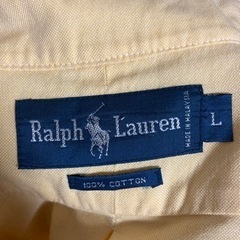 Ralph Lauren
MADE IN MALAYSIA
L
100% COTTON